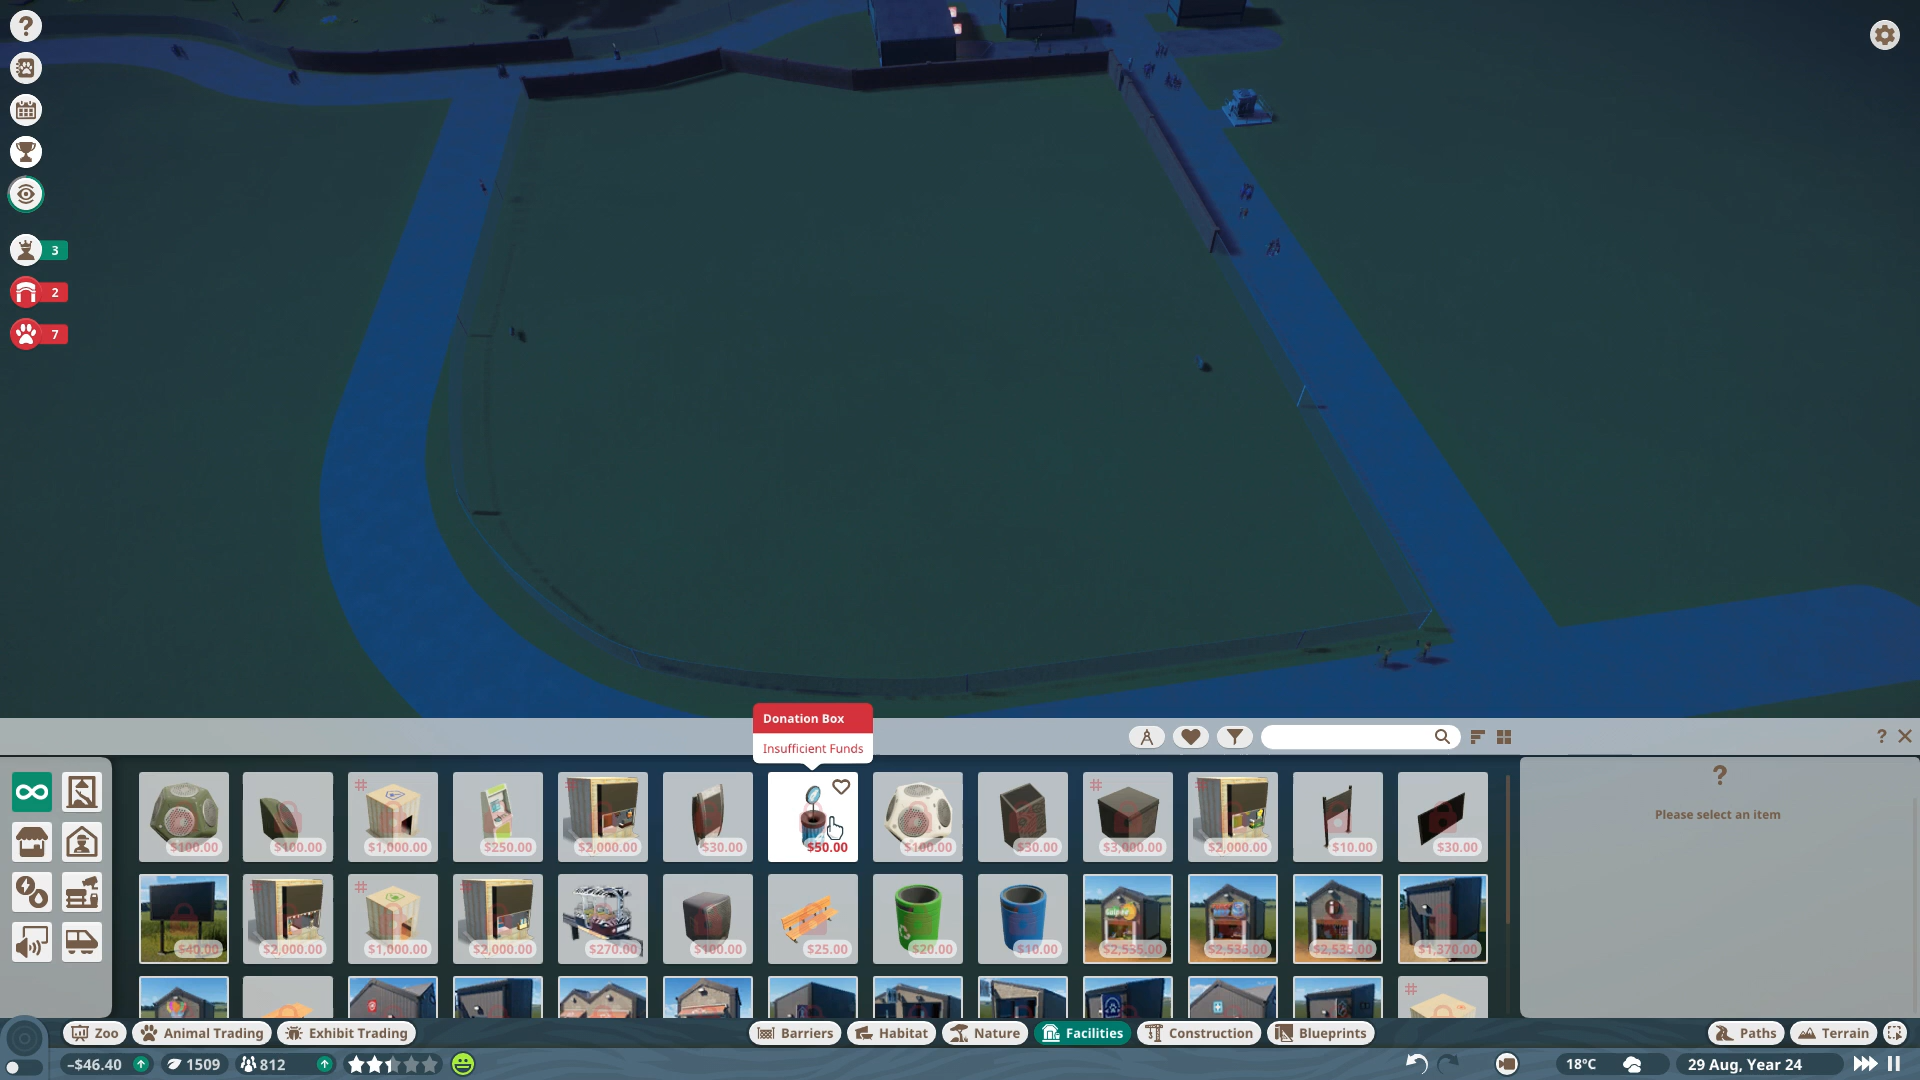 3
2
7
Donation Box
Insufficient Funds
?
Please select an item
$100.00 $100.00 $1,000.00 $250.00 $2,000.00 $30.00 $50.00 $100.00 $30.00 $3,000.00 $2,000.00 $10.00 $30.00
$40.00 $2,000.00 $1,000.00 $2,000.00 $270.00 $100.00 $25.00 $20.00 $10.00 $2,535.00 $2,535.00 $2,535.00 $1,370.00
Zoo Animal Trading Exhibit Trading Barriers Habitat Nature Facilities Construction Blueprints Paths Terrain
-$46.40 1509 812 18°C 29 Aug, Year 24